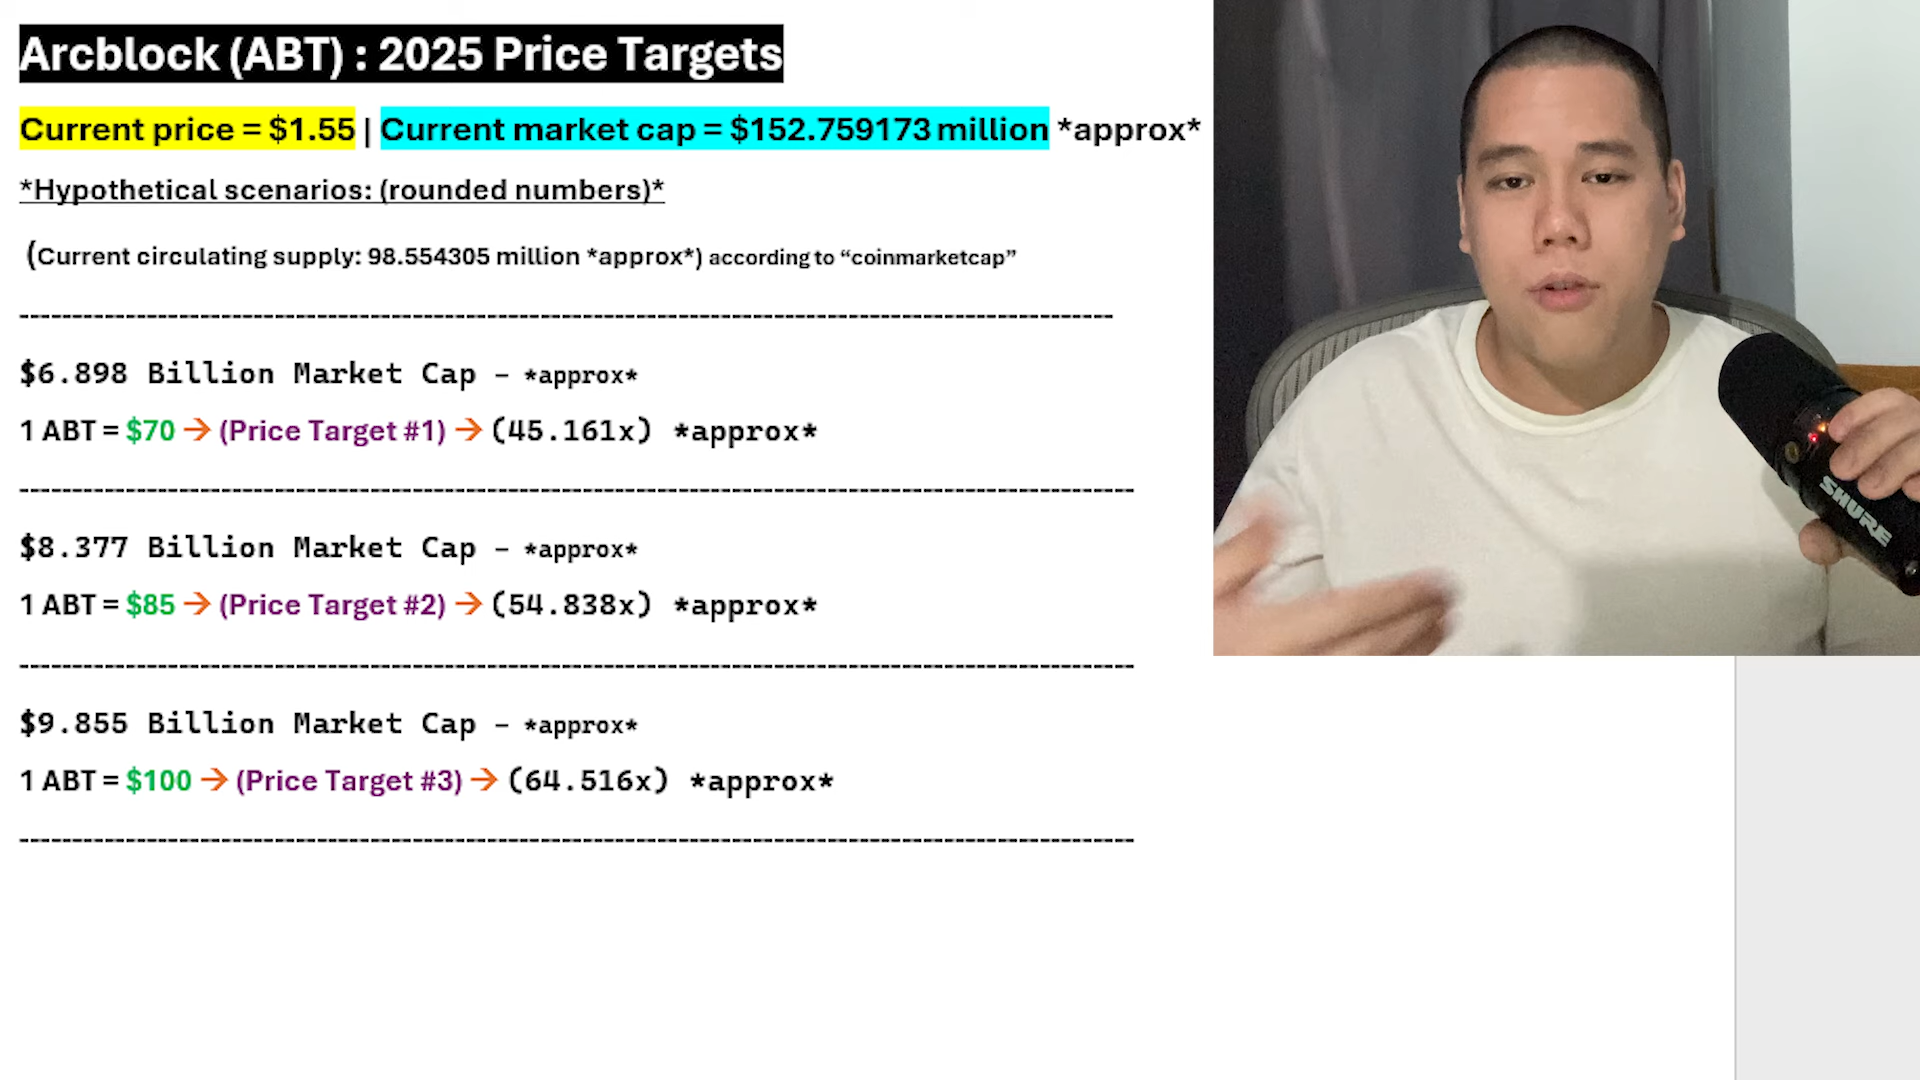 Arcblock (ABT) : 2025 Price Targets
Current price = $1.55 | Current market cap = $152.759173 million *approx*
*Hypothetical scenarios: (rounded numbers)*
(Current circulating supply: 98.554305 million *approx*) according to “coinmarketcap”
$6.898 Billion Market Cap – *approx*
1 ABT = $70 → (Price Target #1) → (45.161x) *approx*
$8.377 Billion Market Cap – *approx*
1 ABT = $85 → (Price Target #2) → (54.838x) *approx*
$9.855 Billion Market Cap – *approx*
1 ABT = $100 → (Price Target #3) → (64.516x) *approx*
SHURE